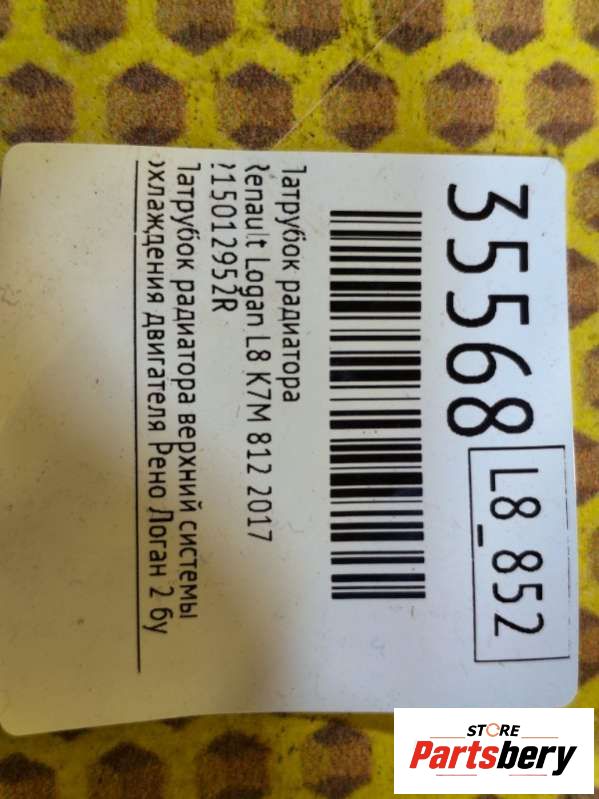 35568
L8_852
Патрубок радиатора
Renault Logan L8 K7M 812 2017
215012952R
Патрубок радиатора верхний системы
охлаждения двигателя Рено Логан 2 бу
STORE
Partsbery